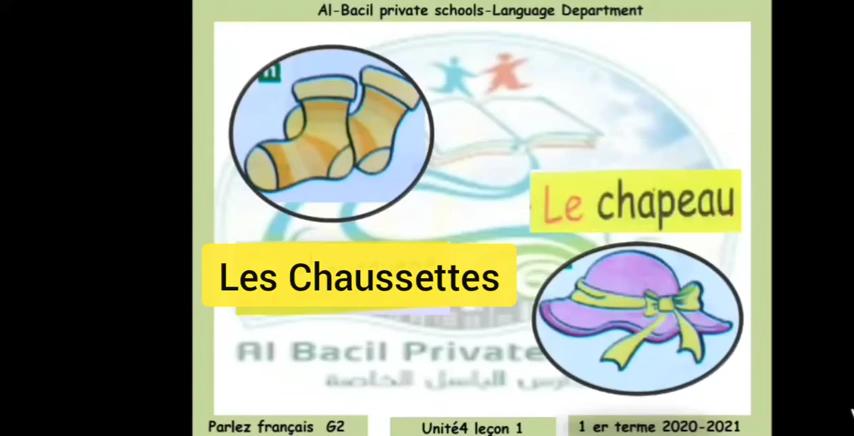 Al-Bacil private schools-Language Department
Le chapeau
Les Chaussettes
Al Bacil Private
Parlez français G2
Unité4 leçon 1
1 er terme 2020-2021